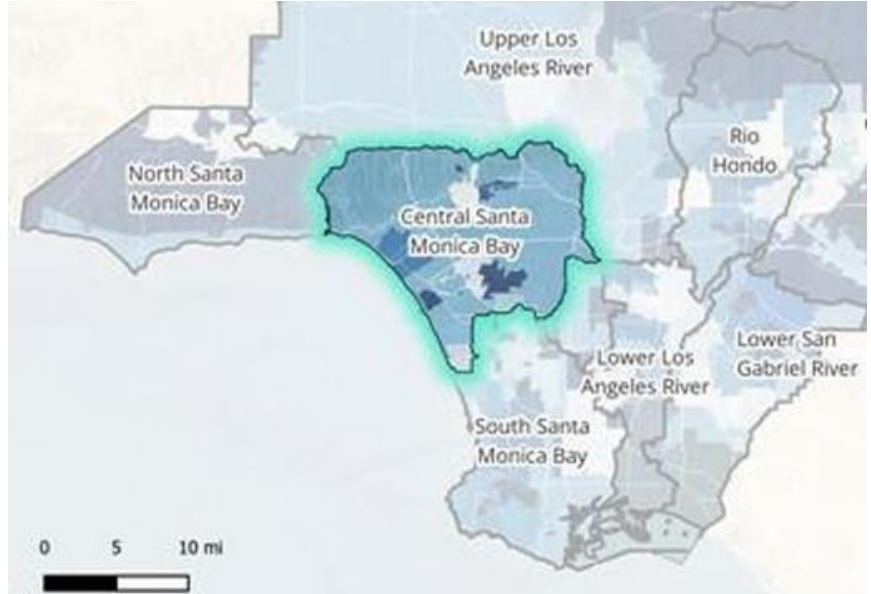 Upper Los
Angeles River
Rio
Hondo
North Santa
Monica Bay
Central Santa
Monica Bay
Lower San
Gabriel River
Lower Los
Angeles River
South Santa
Monica Bay
0 5 10 mi